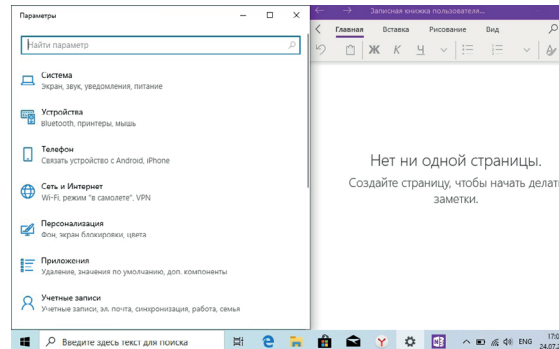 Параметры
Найти параметр
Система
Экран, звук, уведомления, питание
Устройства
Bluetooth, принтеры, мышь
Телефон
Связать устройство с Android, iPhone
Сеть и Интернет
Wi-Fi, режим "в самолете", VPN
Персонализация
Фон, экран блокировки, цвета
Приложения
Удаление, значения по умолчанию, доп. компоненты
Учетные записи
Учетные записи, эл. почта, синхронизация, работа, семья
Записная книжка пользователя...
Главная Вставка Рисование Вид
Ж К Ч
Нет ни одной страницы.
Создайте страницу, чтобы начать делать
заметки.
Введите здесь текст для поиска
ENG